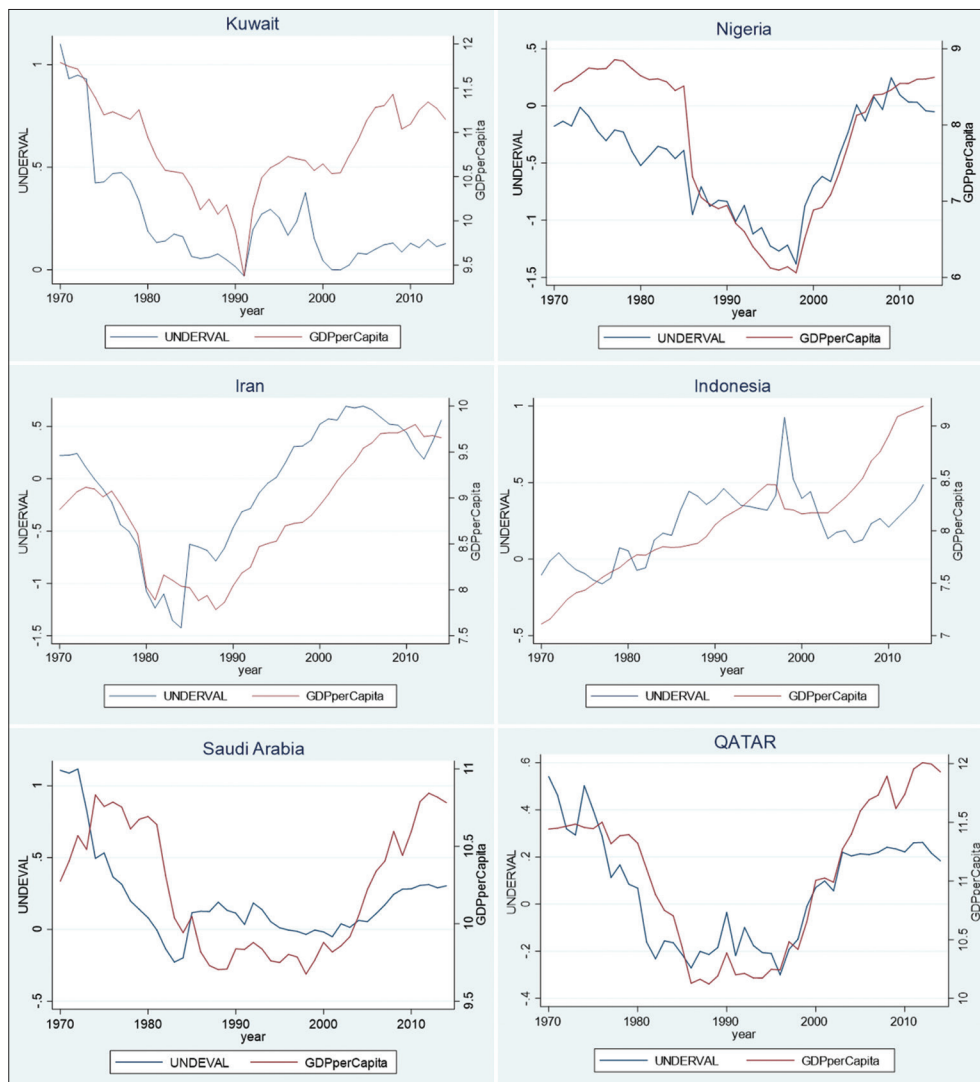 Kuwait
UNDERVAL
0 .5 1
GDPperCapita
9.5 10 10.5 11 11.5 12
1970 1980 1990 2000 2010
year
UNDERVAL GDPperCapita
Nigeria
UNDERVAL
-1.5 -1 -.5 0 .5
GDPperCapita
6 7 8 9
1970 1980 1990 2000 2010
year
UNDERVAL GDPperCapita
Iran
UNDERVAL
-1.5 -1 -.5 0 .5
GDPperCapita
7.5 8 8.5 9 9.5 10
1970 1980 1990 2000 2010
year
UNDERVAL GDPperCapita
Indonesia
UNDERVAL
-.5 0 .5 1
GDPperCapita
7 7.5 8 8.5 9
1970 1980 1990 2000 2010
year
UNDERVAL GDPperCapita
Saudi Arabia
UNDEVAL
-.5 0 .5 1
GDPperCapita
9.5 10 10.5 11
1970 1980 1990 2000 2010
year
UNDEVAL GDPperCapita
QATAR
UNDERVAL
-.4 -.2 0 .2 .4 .6
GDPperCapita
10 10.5 11 11.5 12
1970 1980 1990 2000 2010
year
UNDERVAL GDPperCapita